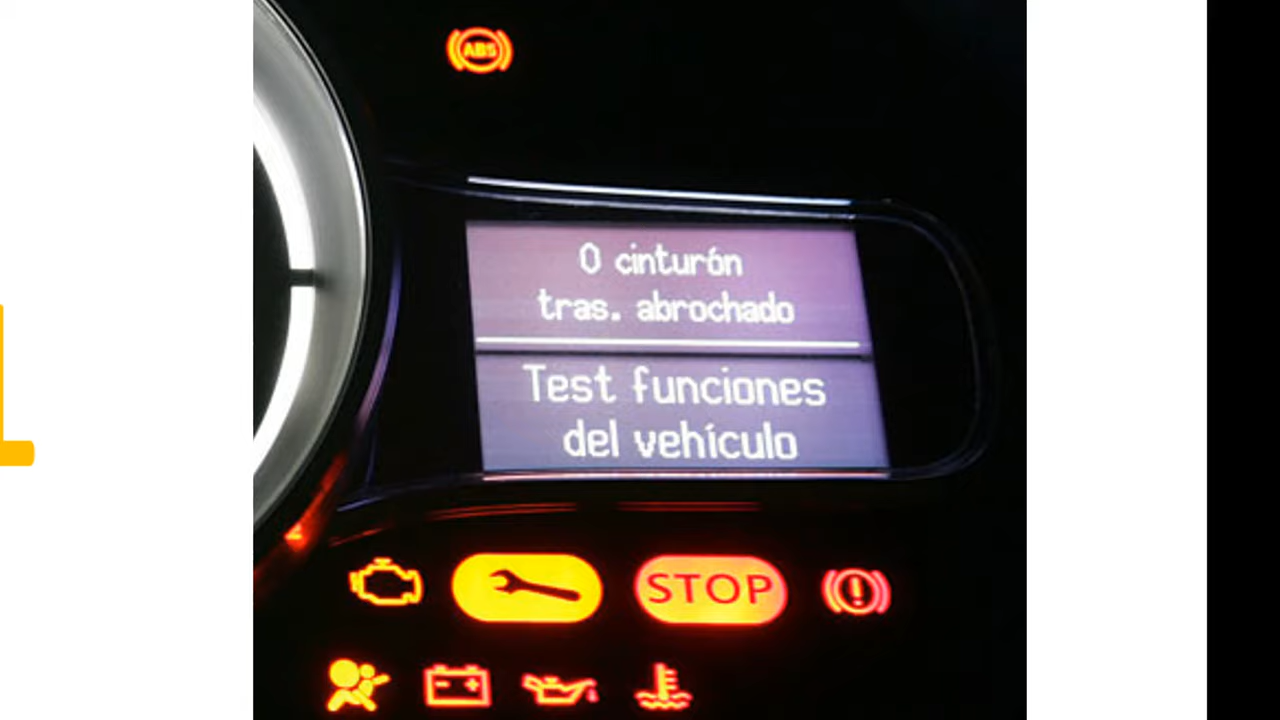 ABS
0 cinturón
tras. abrochado
Test funciones
del vehículo
STOP